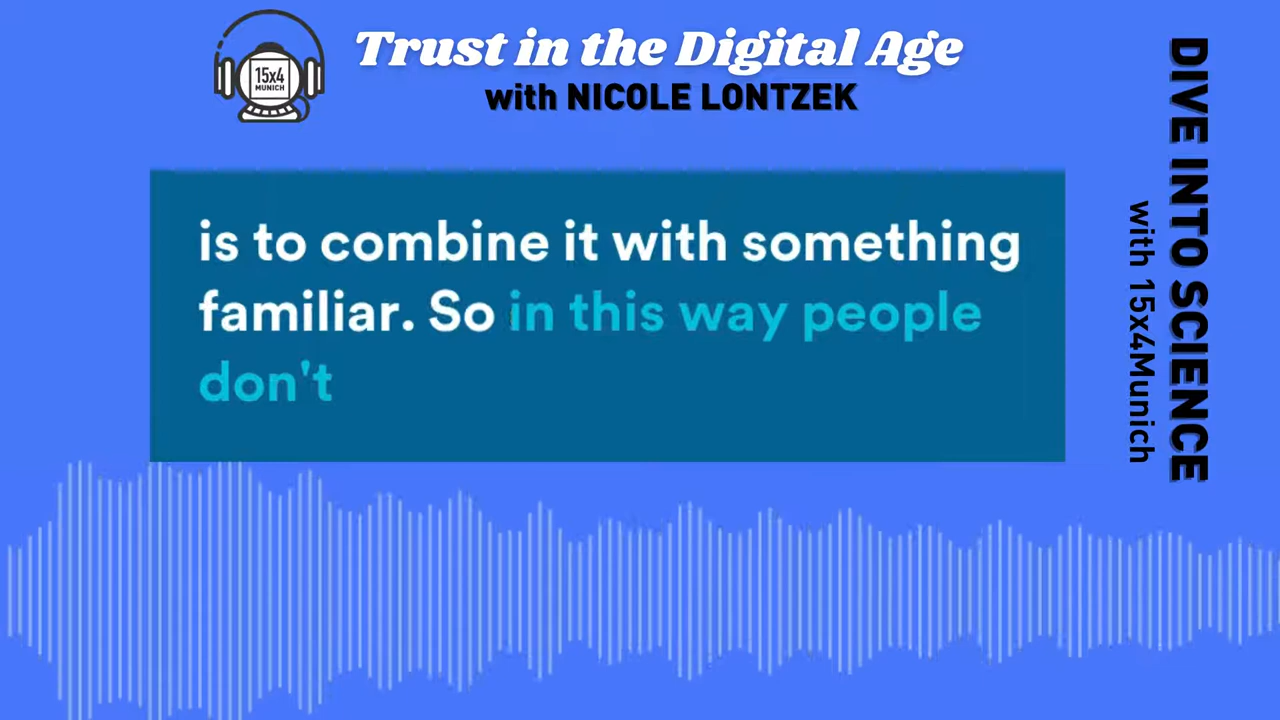 15x4
MUNICH
Trust in the Digital Age
with NICOLE LONTZEK
is to combine it with something
familiar. So in this way people
don't
DIVE INTO SCIENCE
with 15x4Munich